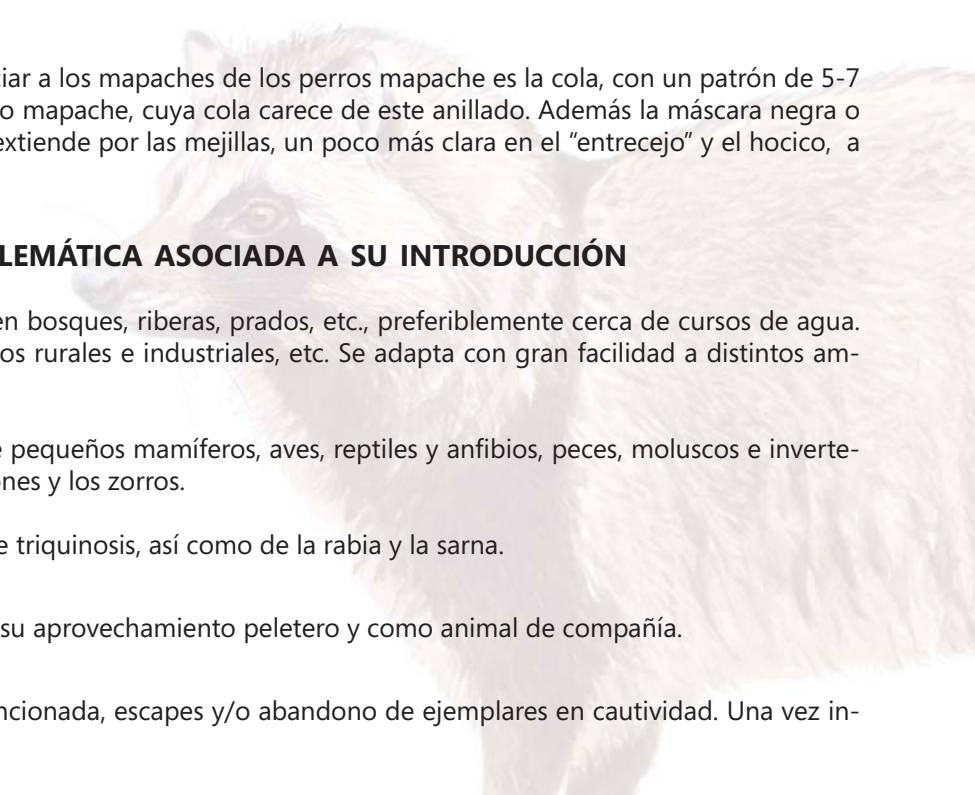 ciar a los mapaches de los perros mapache es la cola, con un patrón de 5-7
o mapache, cuya cola carece de este anillado. Además la máscara negra o
extiende por las mejillas, un poco más clara en el “entrecejo” y el hocico, a
LEMÁTICA ASOCIADA A SU INTRODUCCIÓN
en bosques, riberas, prados, etc., preferiblemente cerca de cursos de agua.
os rurales e industriales, etc. Se adapta con gran facilidad a distintos am-
e pequeños mamíferos, aves, reptiles y anfibios, peces, moluscos e inverte-
ones y los zorros.
e triquinosis, así como de la rabia y la sarna.
su aprovechamiento peletero y como animal de compañía.
ncionada, escapes y/o abandono de ejemplares en cautividad. Una vez in-